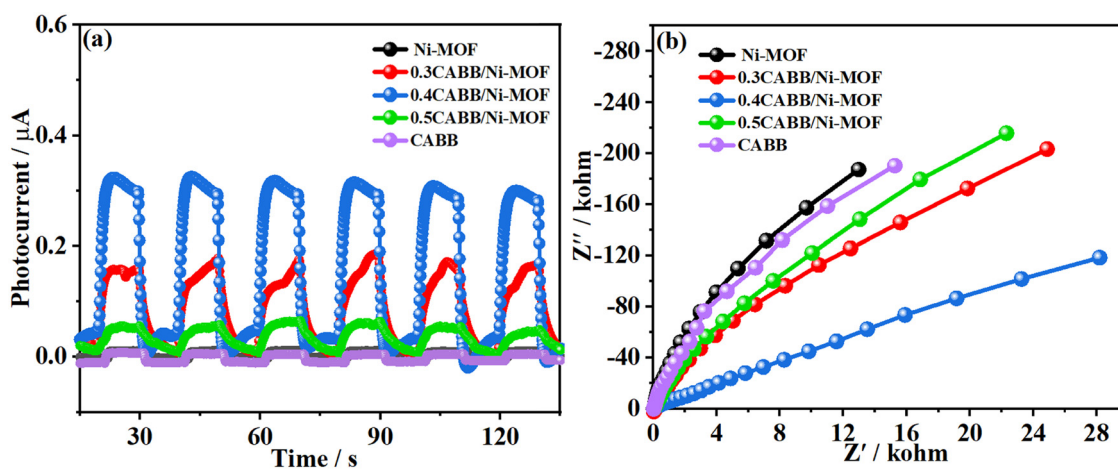 (a)
Ni-MOF
0.3CABB/Ni-MOF
0.4CABB/Ni-MOF
0.5CABB/Ni-MOF
CABB
0.6
0.4
0.2
0.0
Photocurrent / μA
30
60
90
120
Time / s
(b)
Ni-MOF
0.3CABB/Ni-MOF
0.4CABB/Ni-MOF
0.5CABB/Ni-MOF
CABB
-280
-240
-200
-160
-120
-80
-40
0
Z′′ / kohm
0
4
8
12
16
20
24
28
Z′ / kohm